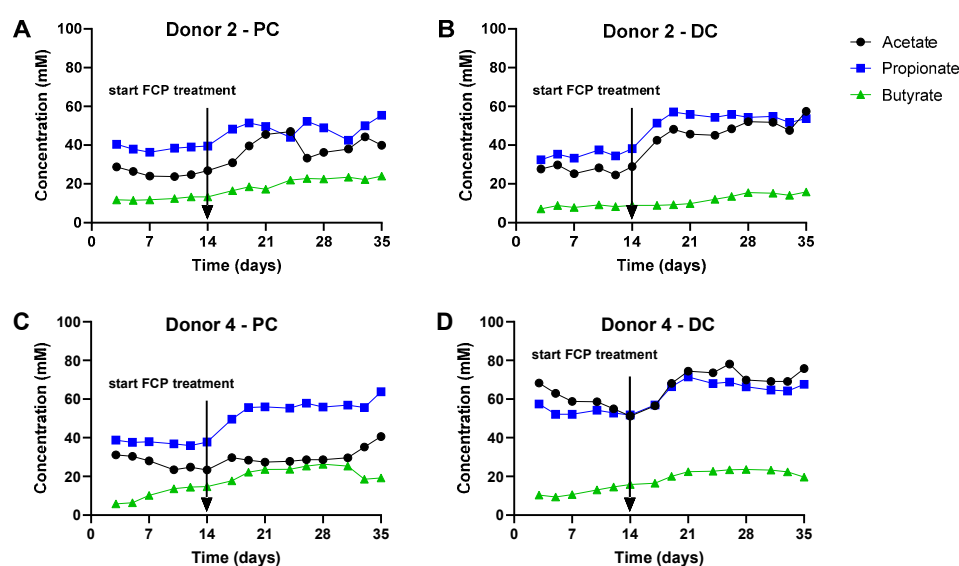 A
Donor 2 - PC
Concentration (mM)
100
80
60
40
20
0
start FCP treatment
0 7 14 21 28 35
Time (days)
B
Donor 2 - DC
Concentration (mM)
100
80
60
40
20
0
start FCP treatment
0 7 14 21 28 35
Time (days)
Acetate
Propionate
Butyrate
C
Donor 4 - PC
Concentration (mM)
100
80
60
40
20
0
start FCP treatment
0 7 14 21 28 35
Time (days)
D
Donor 4 - DC
Concentration (mM)
100
80
60
40
20
0
start FCP treatment
0 7 14 21 28 35
Time (days)